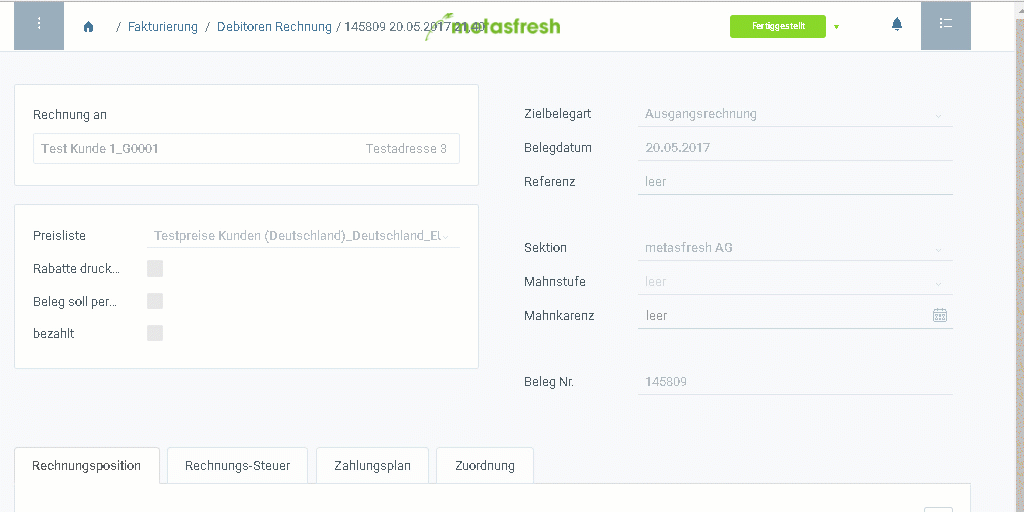 / Fakturierung / Debitoren Rechnung / 145809 20.05.2017
metasfresh
Fertiggestellt
Rechnung an
Test Kunde 1_G0001 Testadresse 3
Preisliste Testpreise Kunden (Deutschland)_Deutschland_EU
Rabatte druck...
Beleg soll per...
bezahlt
Zielbelegart Ausgangsrechnung
Belegdatum 20.05.2017
Referenz leer
Sektion metasfresh AG
Mahnstufe leer
Mahnkarenz leer
Beleg Nr. 145809
Rechnungsposition Rechnungs-Steuer Zahlungsplan Zuordnung